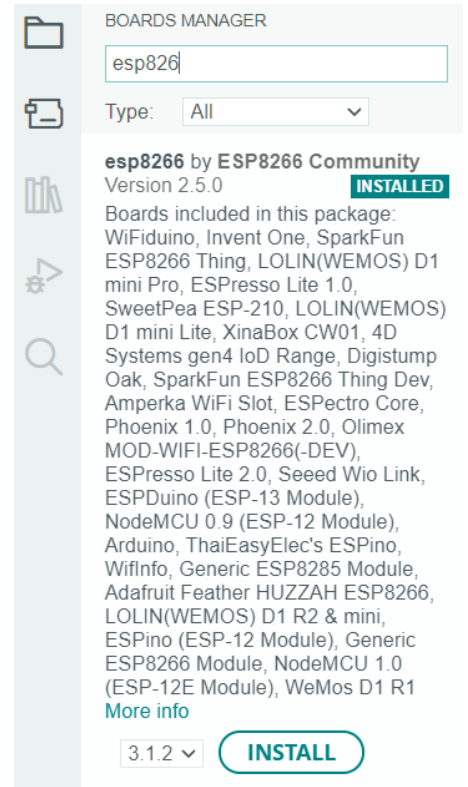 BOARDS MANAGER
esp826
Type: All
esp8266 by ESP8266 Community
Version 2.5.0 INSTALLED
Boards included in this package:
WiFiduino, Invent One, SparkFun
ESP8266 Thing, LOLIN(WEMOS) D1
mini Pro, ESPresso Lite 1.0,
SweetPea ESP-210, LOLIN(WEMOS)
D1 mini Lite, XinaBox CW01, 4D
Systems gen4 IoD Range, Digistump
Oak, SparkFun ESP8266 Thing Dev,
Amperka WiFi Slot, ESPectro Core,
Phoenix 1.0, Phoenix 2.0, Olimex
MOD-WIFI-ESP8266(-DEV),
ESPresso Lite 2.0, Seeed Wio Link,
ESPDuino (ESP-13 Module),
NodeMCU 0.9 (ESP-12 Module),
Arduino, ThaiEasyElec's ESPino,
WifInfo, Generic ESP8285 Module,
Adafruit Feather HUZZAH ESP8266,
LOLIN(WEMOS) D1 R2 & mini,
ESPino (ESP-12 Module), Generic
ESP8266 Module, NodeMCU 1.0
(ESP-12E Module), WeMos D1 R1
More info
3.1.2 INSTALL